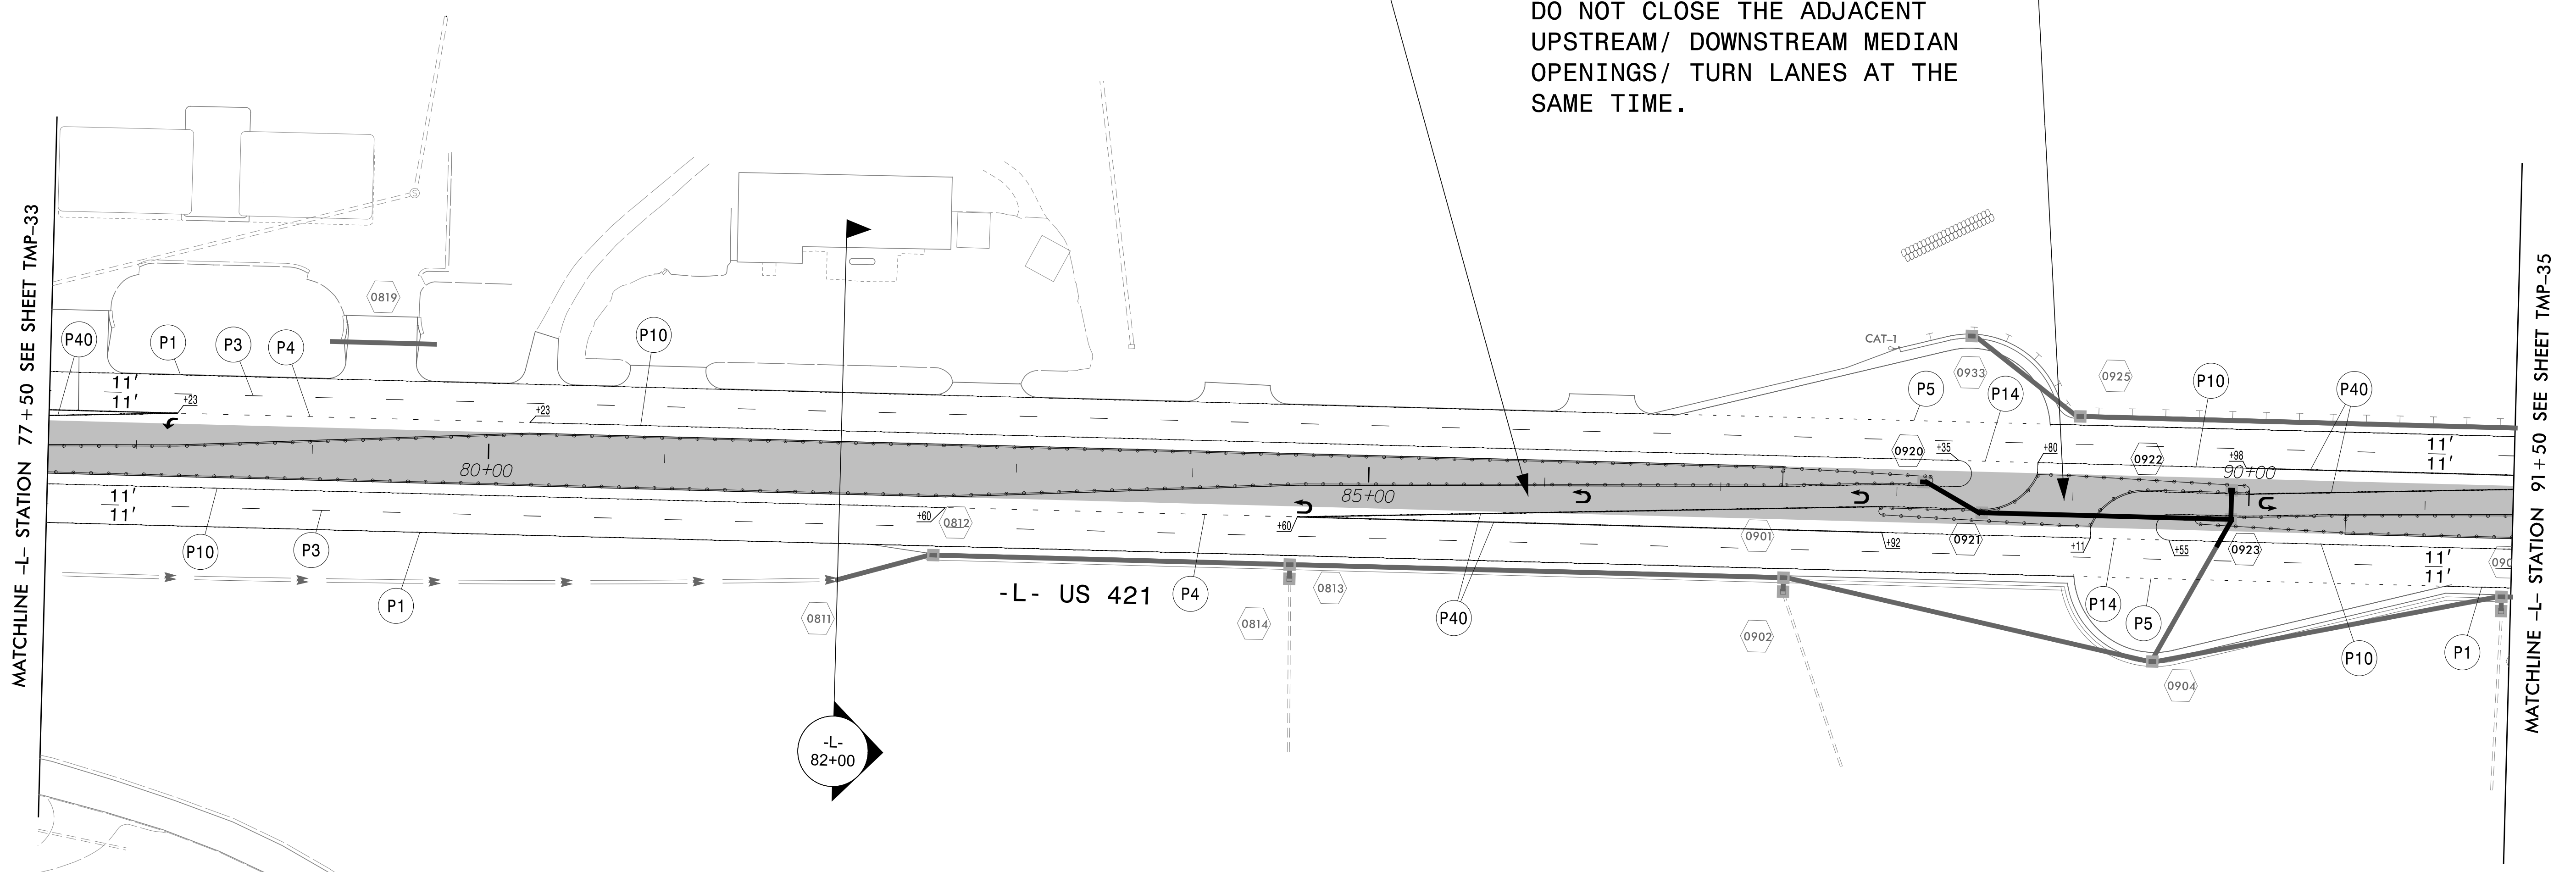 DO NOT CLOSE THE ADJACENT
UPSTREAM/ DOWNSTREAM MEDIAN
OPENINGS/ TURN LANES AT THE
SAME TIME.
MATCHLINE –L– STATION 77+50 SEE SHEET TMP–33
MATCHLINE –L– STATION 91+50 SEE SHEET TMP–35
S
0819
P40
P1
P3
P4
P10
CAT–1
0933
0925
P5
P14
P10
P40
11'
11'
+23
+23
0920
+35
+80
0922
+98
90+00
11'
11'
80+00
85+00
11'
11'
+60
0812
+60
0901
+92
0921
+11
+55
0923
11'
11'
P10
P3
P1
0811
-L- US 421
P4
0813
0814
P40
0902
P14
P5
0904
P10
P1
-L-
82+00